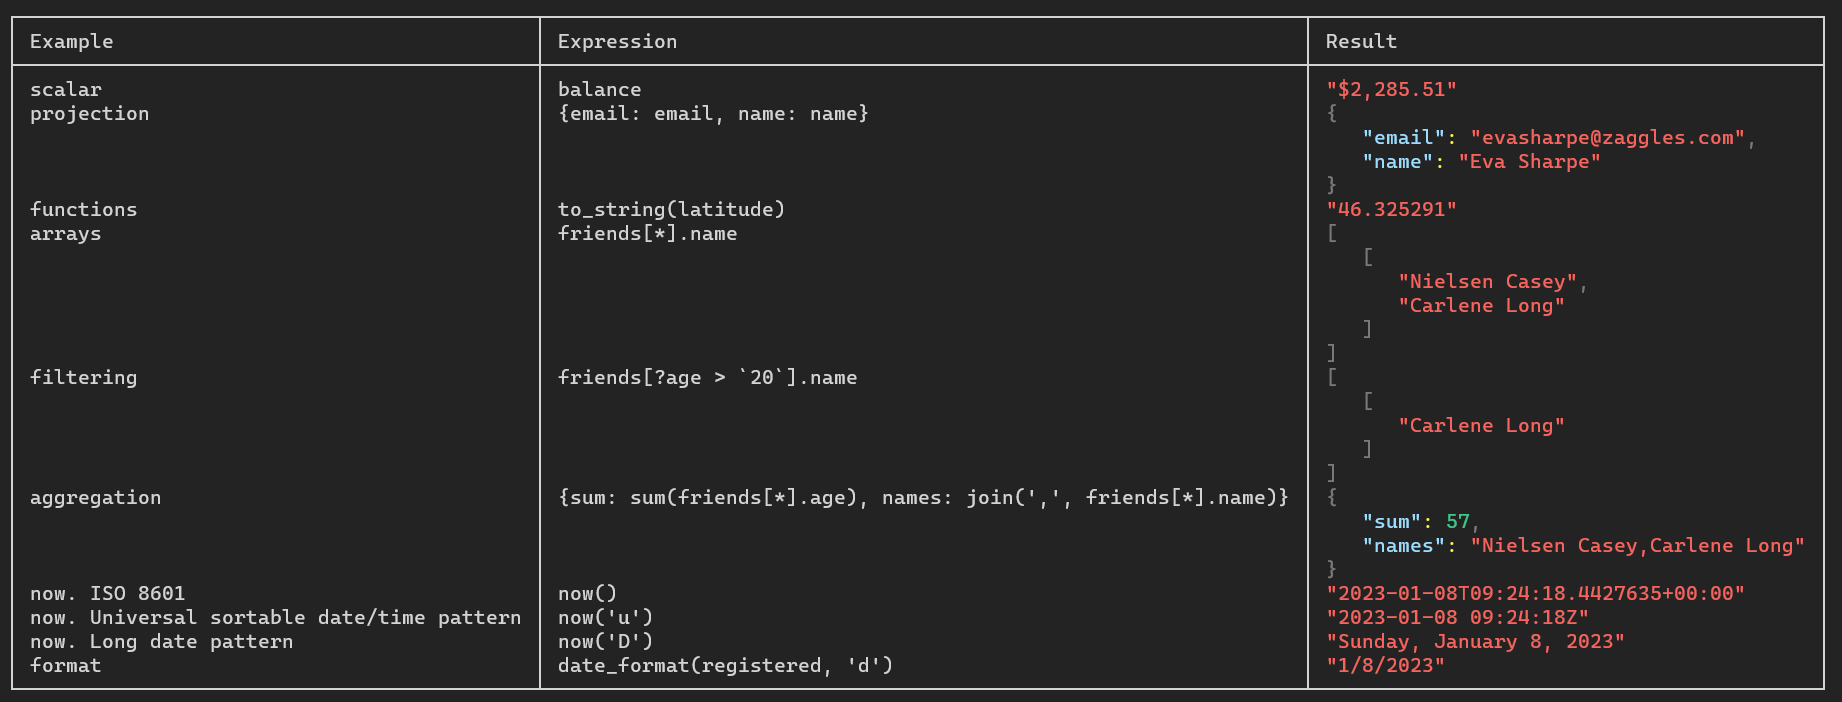 Example Expression Result
scalar balance "$2,285.51"
projection {email: email, name: name} {
"email": "evasharpe@zaggles.com",
"name": "Eva Sharpe"
}
functions to_string(latitude) "46.325291"
arrays friends[*].name [
[
"Nielsen Casey",
"Carlene Long"
]
]
filtering friends[?age > `20`].name [
[
"Carlene Long"
]
]
aggregation {sum: sum(friends[*].age), names: join(',', friends[*].name)} {
"sum": 57,
"names": "Nielsen Casey,Carlene Long"
}
now. ISO 8601 now() "2023-01-08T09:24:18.4427635+00:00"
now. Universal sortable date/time pattern now('u') "2023-01-08 09:24:18Z"
now. Long date pattern now('D') "Sunday, January 8, 2023"
format date_format(registered, 'd') "1/8/2023"